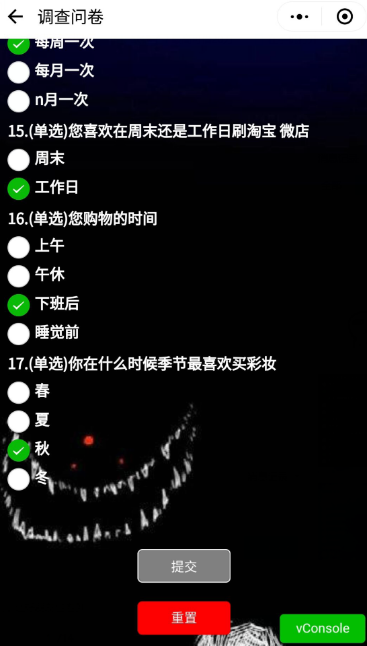 调查问卷
每周一次
每月一次
n月一次
15.(单选)您喜欢在周末还是工作日刷淘宝 微店
周末
工作日
16.(单选)您购物的时间
上午
午休
下班后
睡觉前
17.(单选)你在什么时候季节最喜欢买彩妆
春
夏
秋
冬
提交
重置
vConsole